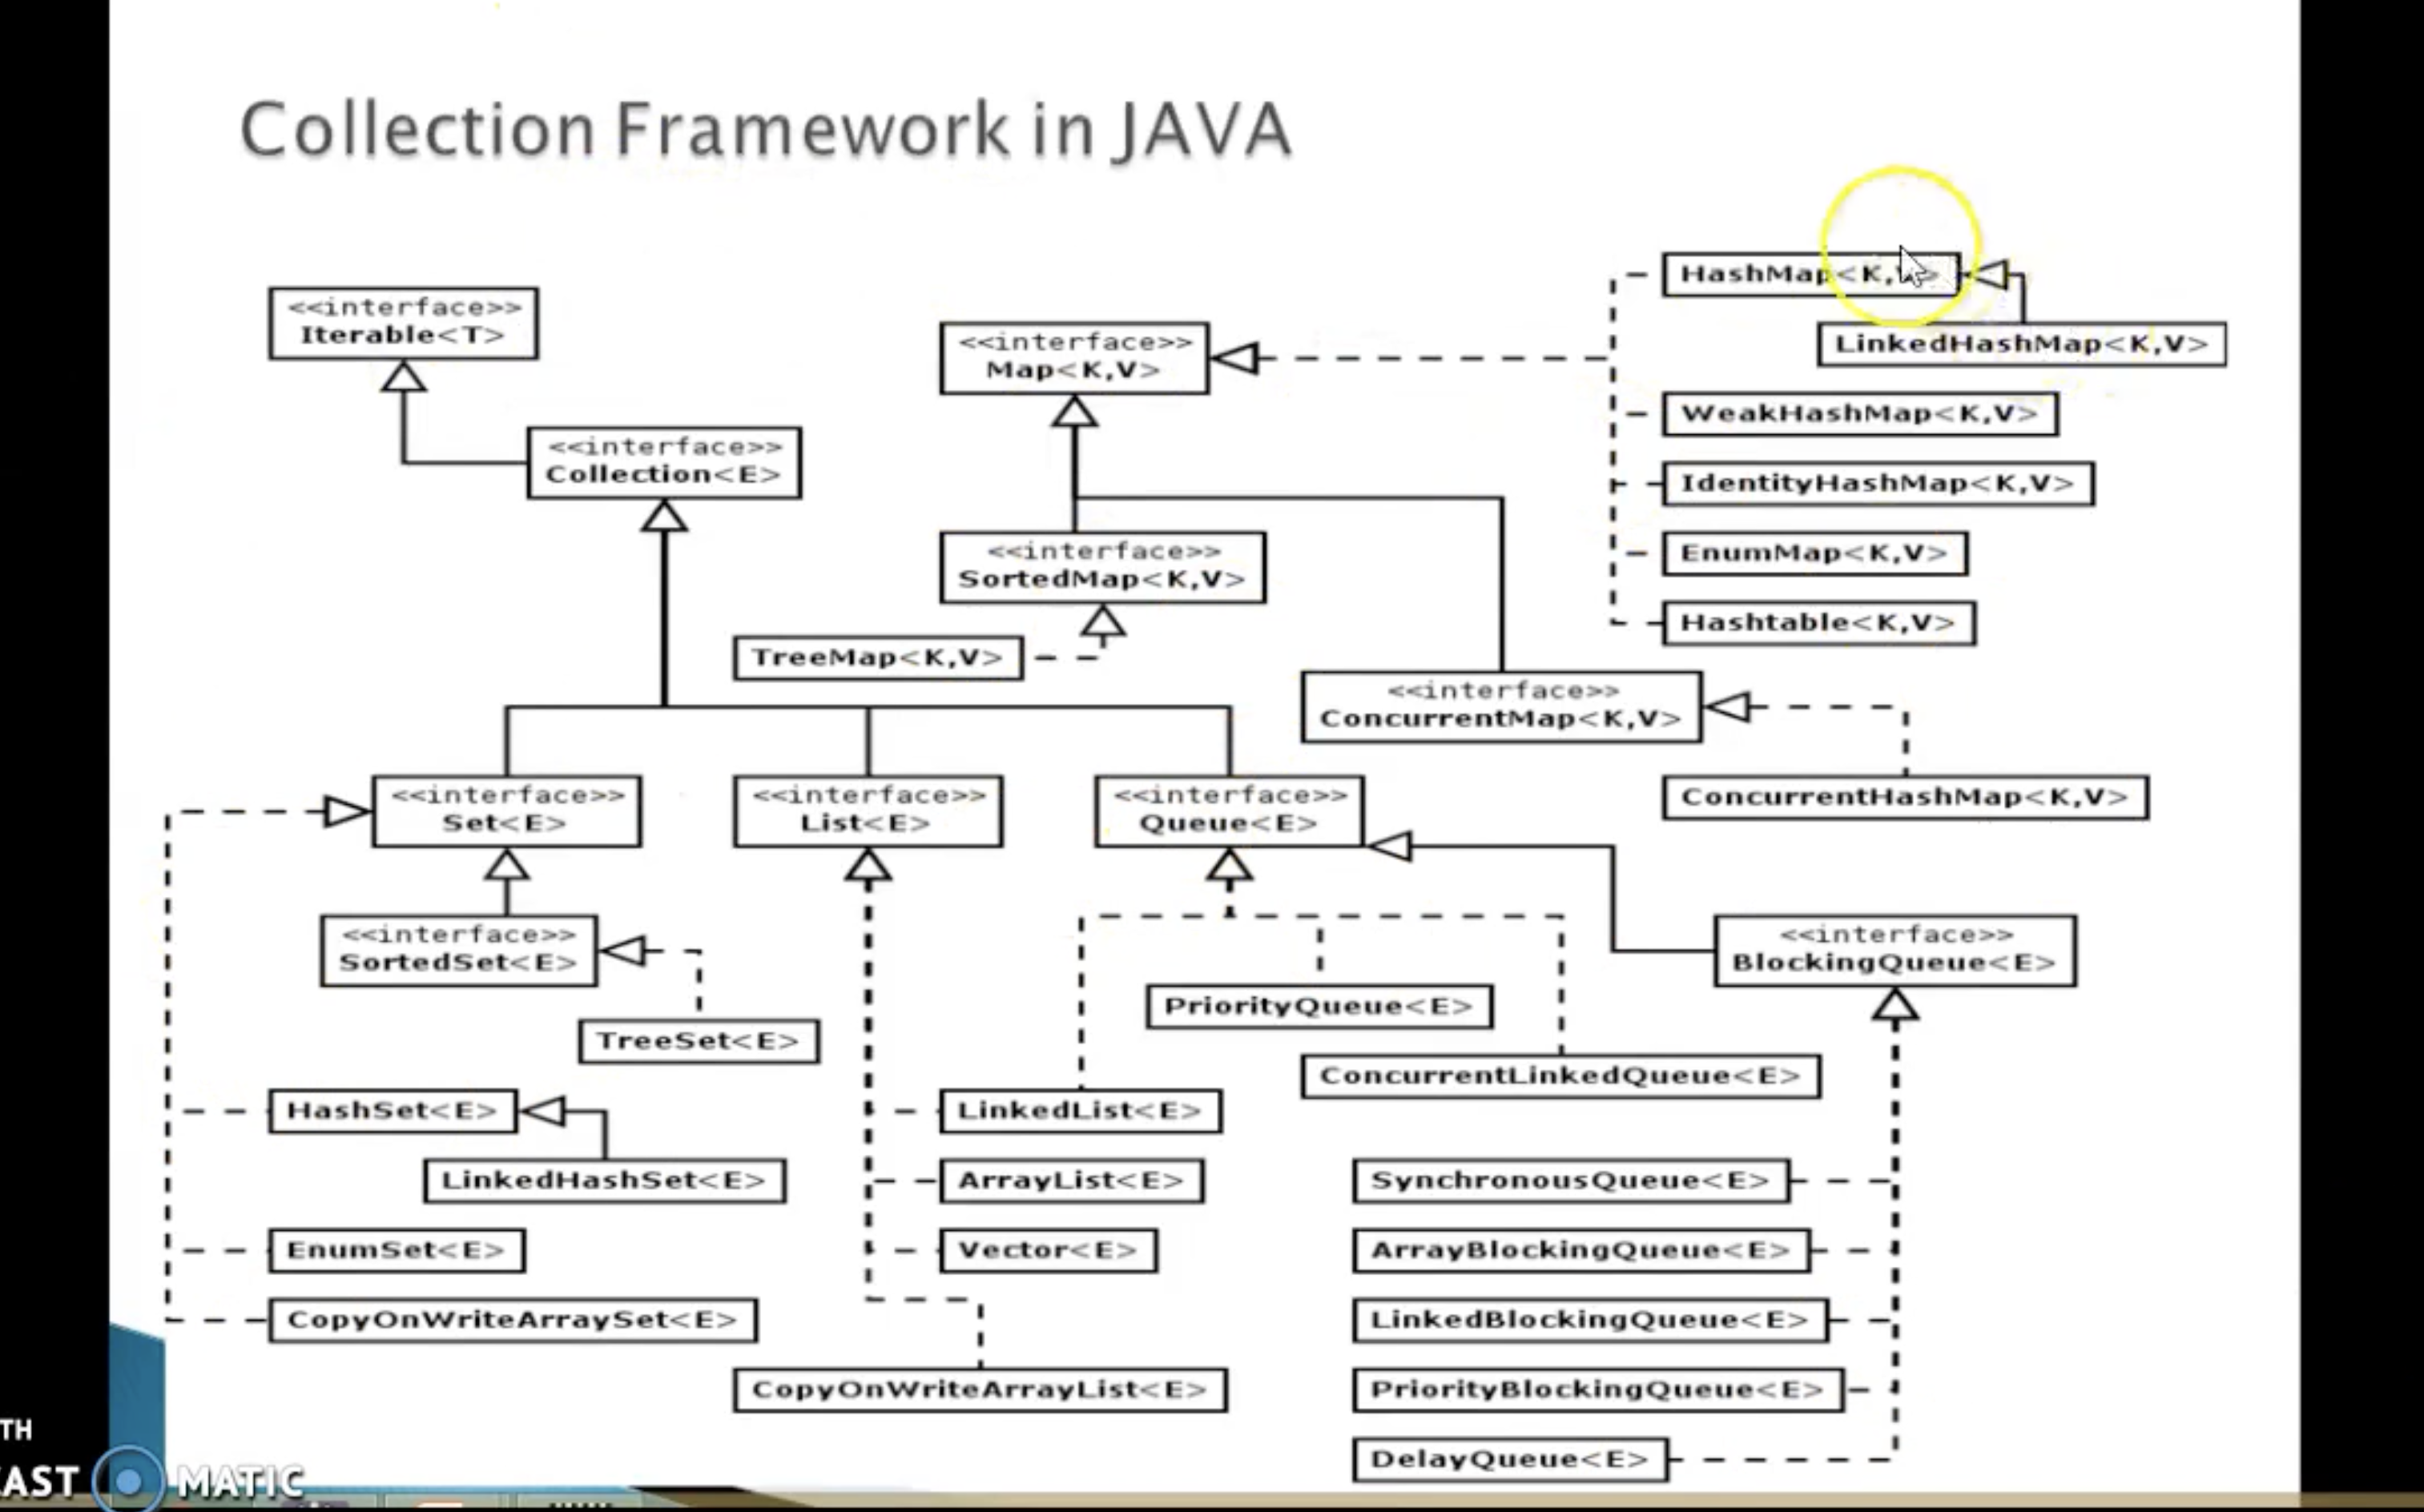 Collection Framework in JAVA
HashMap<K,V>
<<interface>>
Iterable<T>
<<interface>>
Map<K,V>
LinkedHashMap<K,V>
WeakHashMap<K,V>
<<interface>>
Collection<E>
IdentityHashMap<K,V>
<<interface>>
SortedMap<K,V>
EnumMap<K,V>
Hashtable<K,V>
TreeMap<K,V>
<<interface>>
ConcurrentMap<K,V>
<<interface>>
Set<E>
<<interface>>
List<E>
<<interface>>
Queue<E>
ConcurrentHashMap<K,V>
<<interface>>
SortedSet<E>
<<interface>>
BlockingQueue<E>
PriorityQueue<E>
TreeSet<E>
ConcurrentLinkedQueue<E>
HashSet<E>
LinkedList<E>
LinkedHashSet<E>
ArrayList<E>
SynchronousQueue<E>
EnumSet<E>
Vector<E>
ArrayBlockingQueue<E>
CopyOnWriteArraySet<E>
LinkedBlockingQueue<E>
CopyOnWriteArrayList<E>
PriorityBlockingQueue<E>
DelayQueue<E>
TH
AST MATIC